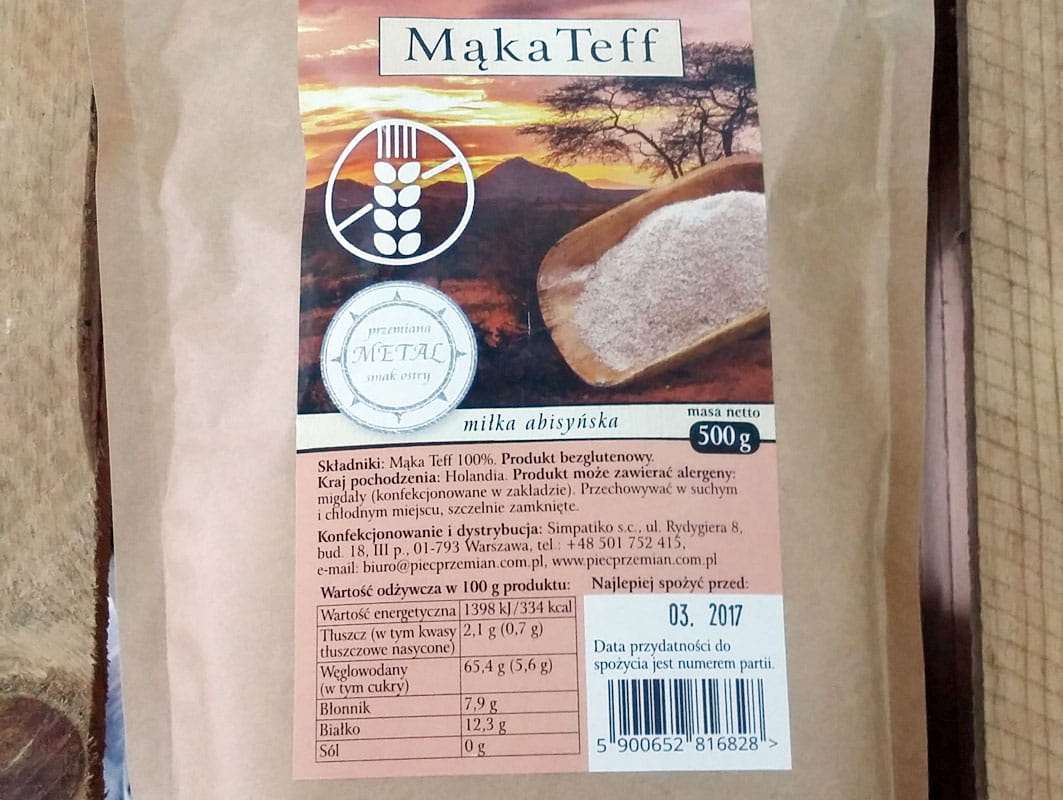 Mąka Teff
przemiana
METAL
smak ostry
miłka abisyńska
masa netto
500 g
Składniki: Mąka Teff 100%. Produkt bezglutenowy.
Kraj pochodzenia: Holandia. Produkt może zawierać alergeny:
migdały (konfekcjonowane w zakładzie). Przechowywać w suchym
i chłodnym miejscu, szczelnie zamknięte.
Konfekcjonowanie i dystrybucja: Simpatiko s.c., ul. Rydygiera 8,
bud. 18, III p., 01-793 Warszawa, tel.: +48 501 752 415,
e-mail: biuro@piecprzemian.com.pl, www.piecprzemian.com.pl
Wartość odżywcza w 100 g produktu:
Wartość energetyczna 1398 kJ/334 kcal
Tłuszcz (w tym kwasy 2,1 g (0,7 g)
tłuszczowe nasycone)
Węglowodany 65,4 g (5,6 g)
(w tym cukry)
Błonnik 7,9 g
Białko 12,3 g
Sól 0 g
Najlepiej spożyć przed:
03. 2017
Data przydatności do
spożycia jest numerem partii.
5 900652 816828 >